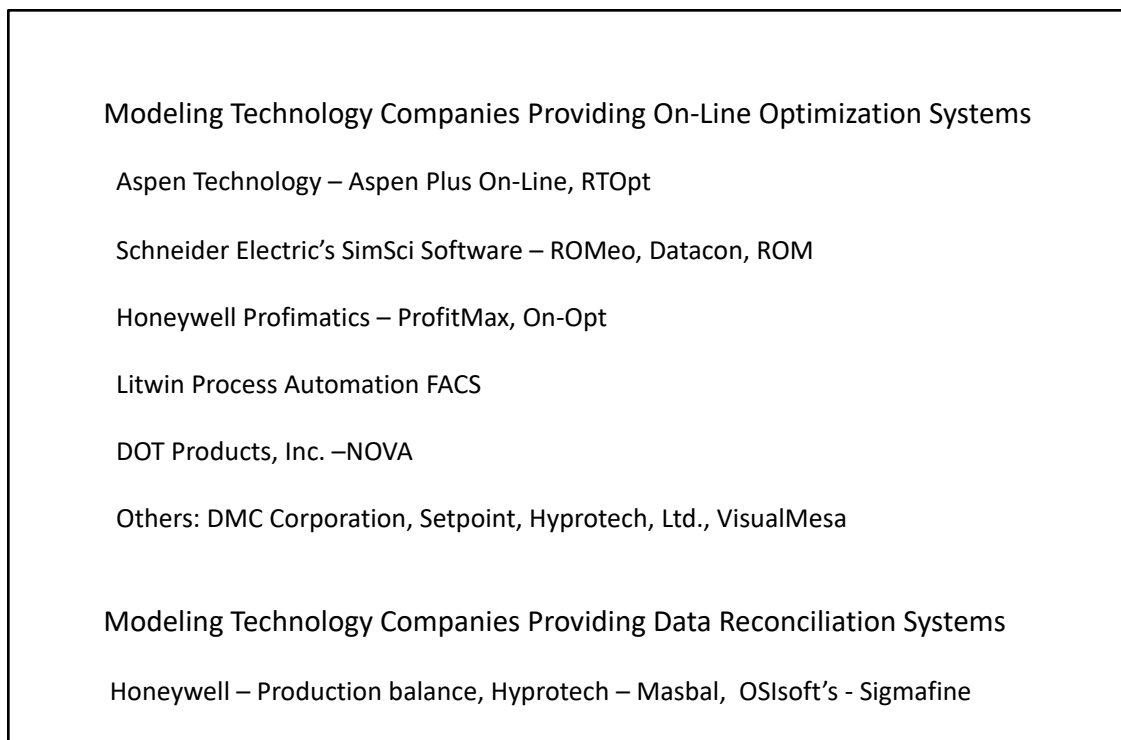 Modeling Technology Companies Providing On-Line Optimization Systems
Aspen Technology – Aspen Plus On-Line, RTOpt
Schneider Electric's SimSci Software – ROMeo, Datacon, ROM
Honeywell Profimatics – ProfitMax, On-Opt
Litwin Process Automation FACS
DOT Products, Inc. –NOVA
Others: DMC Corporation, Setpoint, Hyprotech, Ltd., VisualMesa
Modeling Technology Companies Providing Data Reconciliation Systems
Honeywell – Production balance, Hyprotech – Masbal,  OSIsoft's - Sigmafine